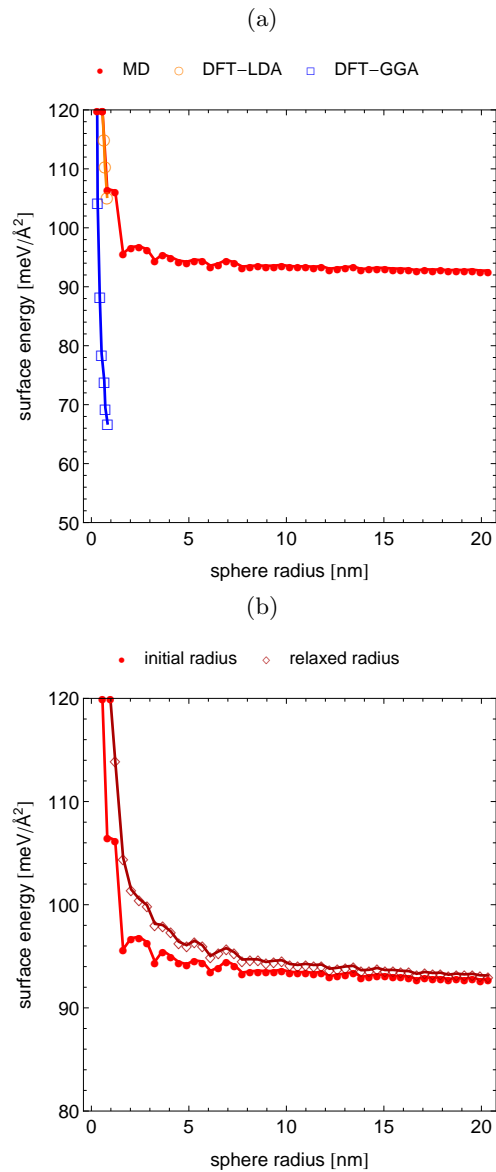 (a)
MD DFT−LDA DFT−GGA
120
110
100
90
80
70
60
50
surface energy [meV/Å²]
0 5 10 15 20
sphere radius [nm]
(b)
initial radius relaxed radius
120
110
100
90
80
surface energy [meV/Å²]
0 5 10 15 20
sphere radius [nm]